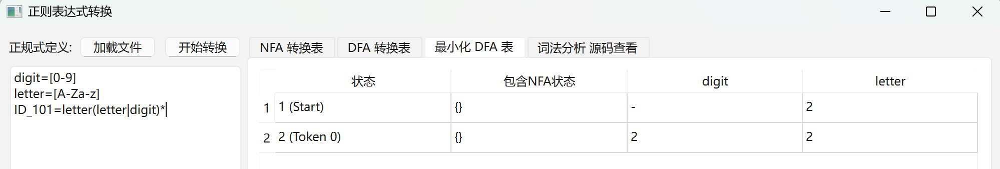 正则表达式转换
正规式定义: 加载文件 开始转换 NFA 转换表 DFA 转换表 最小化 DFA 表 词法分析 源码查看
digit=[0-9]
letter=[A-Za-z]
ID_101=letter(letter|digit)*
状态 包含NFA状态 digit letter
1 1 (Start) {} - 2
2 2 (Token 0) {} 2 2